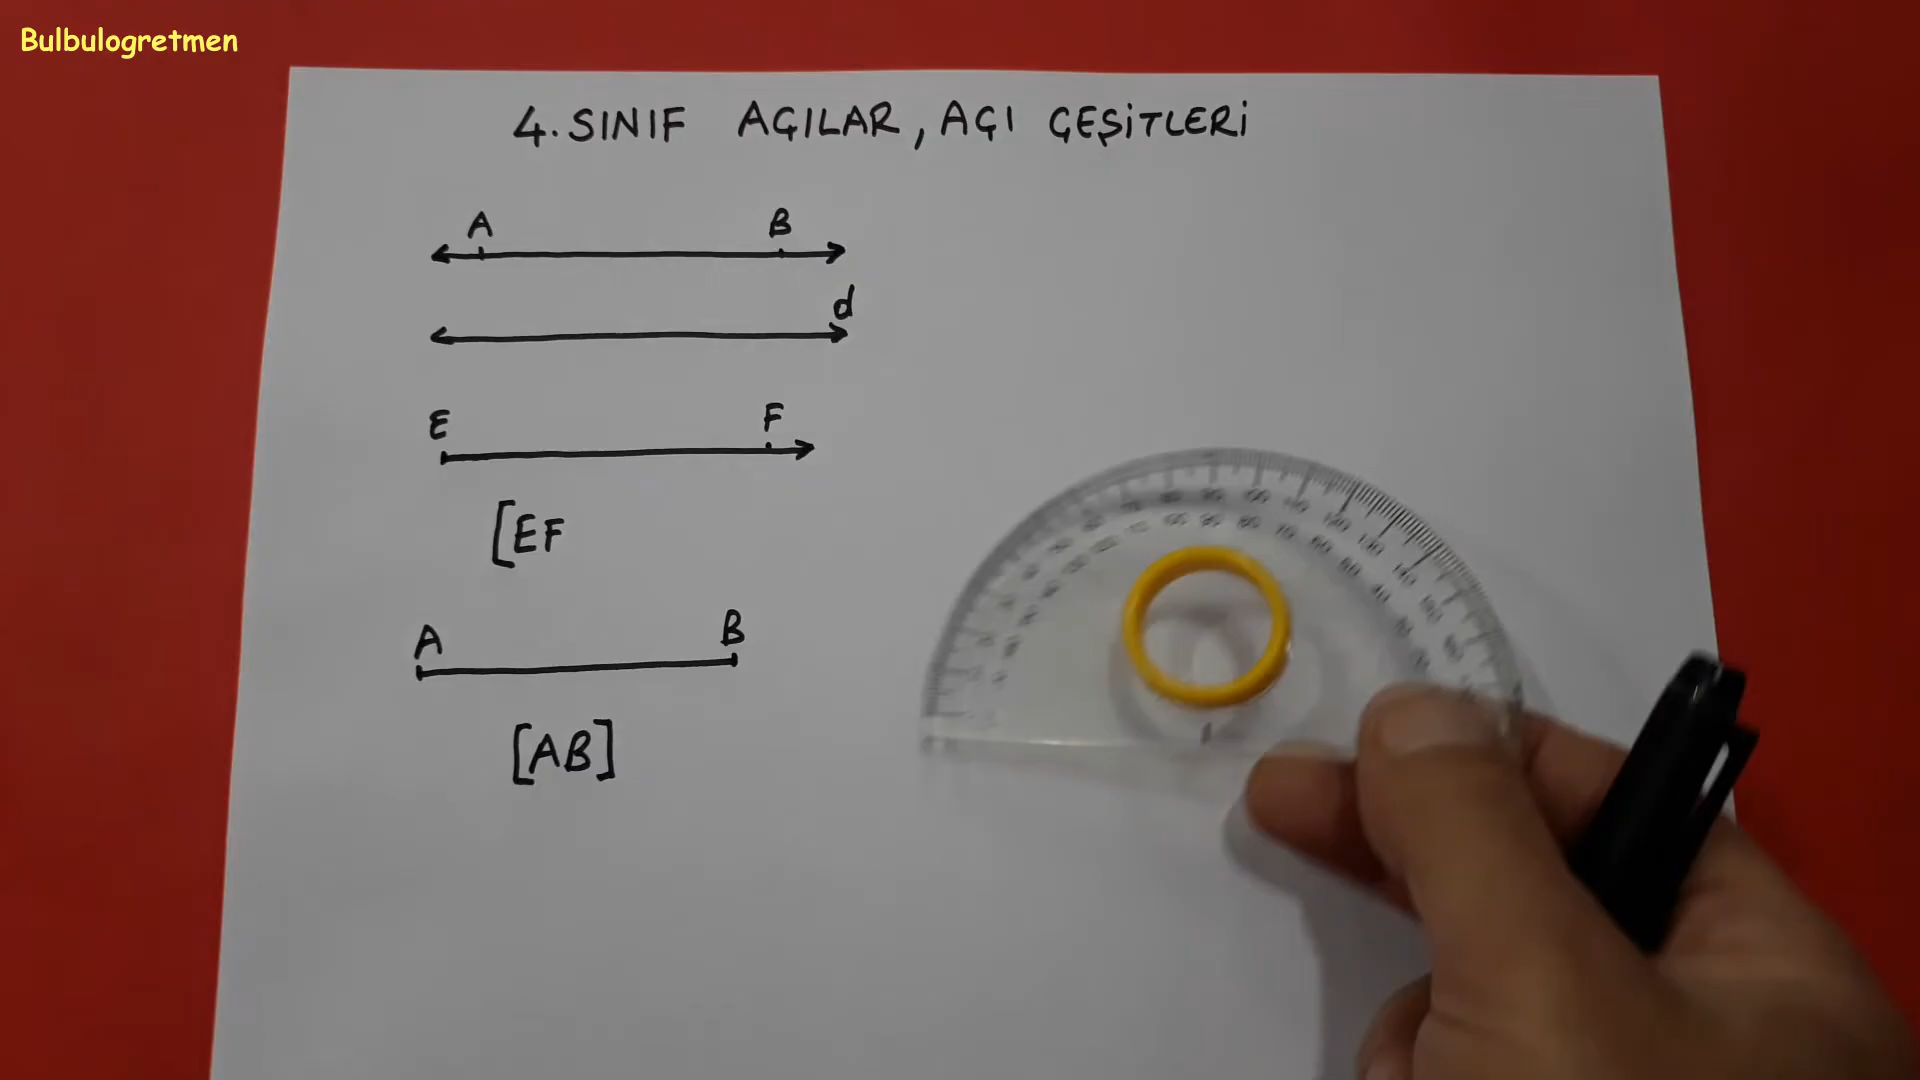 Bulbulogretmen
4. SINIF AÇILAR, AÇI ÇEŞİTLERİ
A B
d
E F
[EF
A B
[AB]